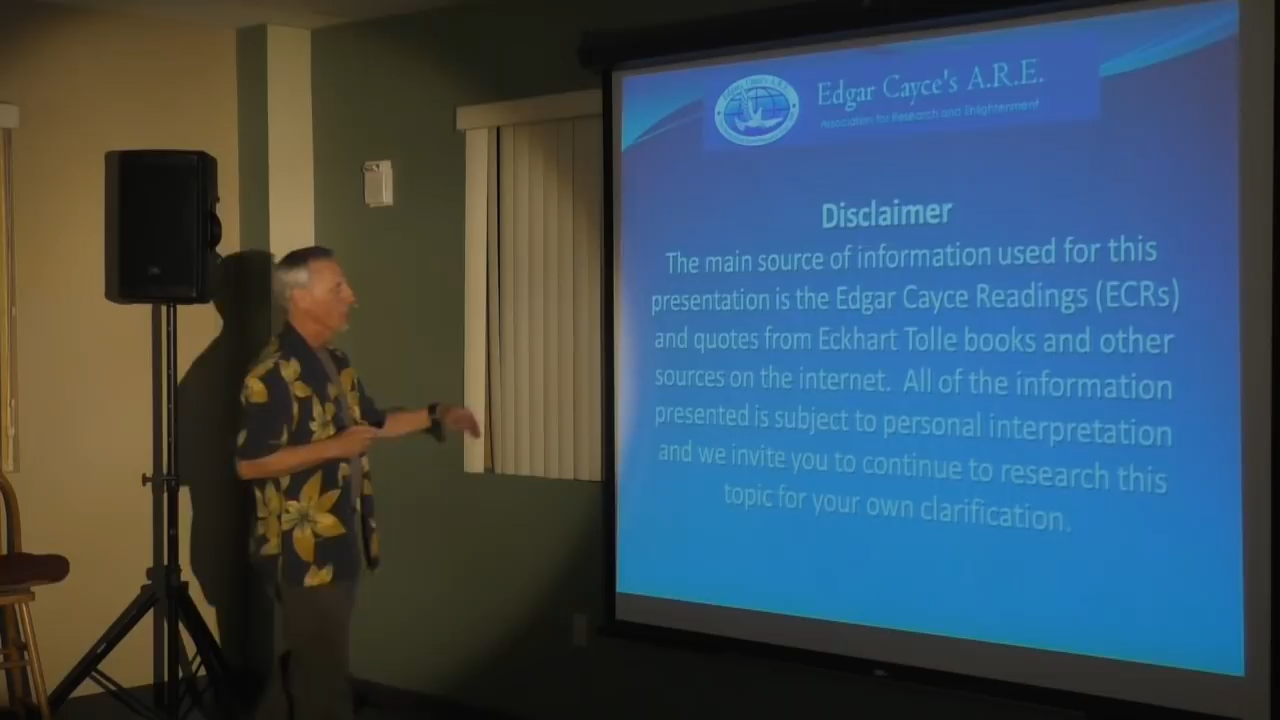 Edgar Cayce's A.R.E.
Association for Research and Enlightenment
Disclaimer
The main source of information used for this
presentation is the Edgar Cayce Readings (ECRs)
and quotes from Eckhart Tolle books and other
sources on the internet. All of the information
presented is subject to personal interpretation
and we invite you to continue to research this
topic for your own clarification.